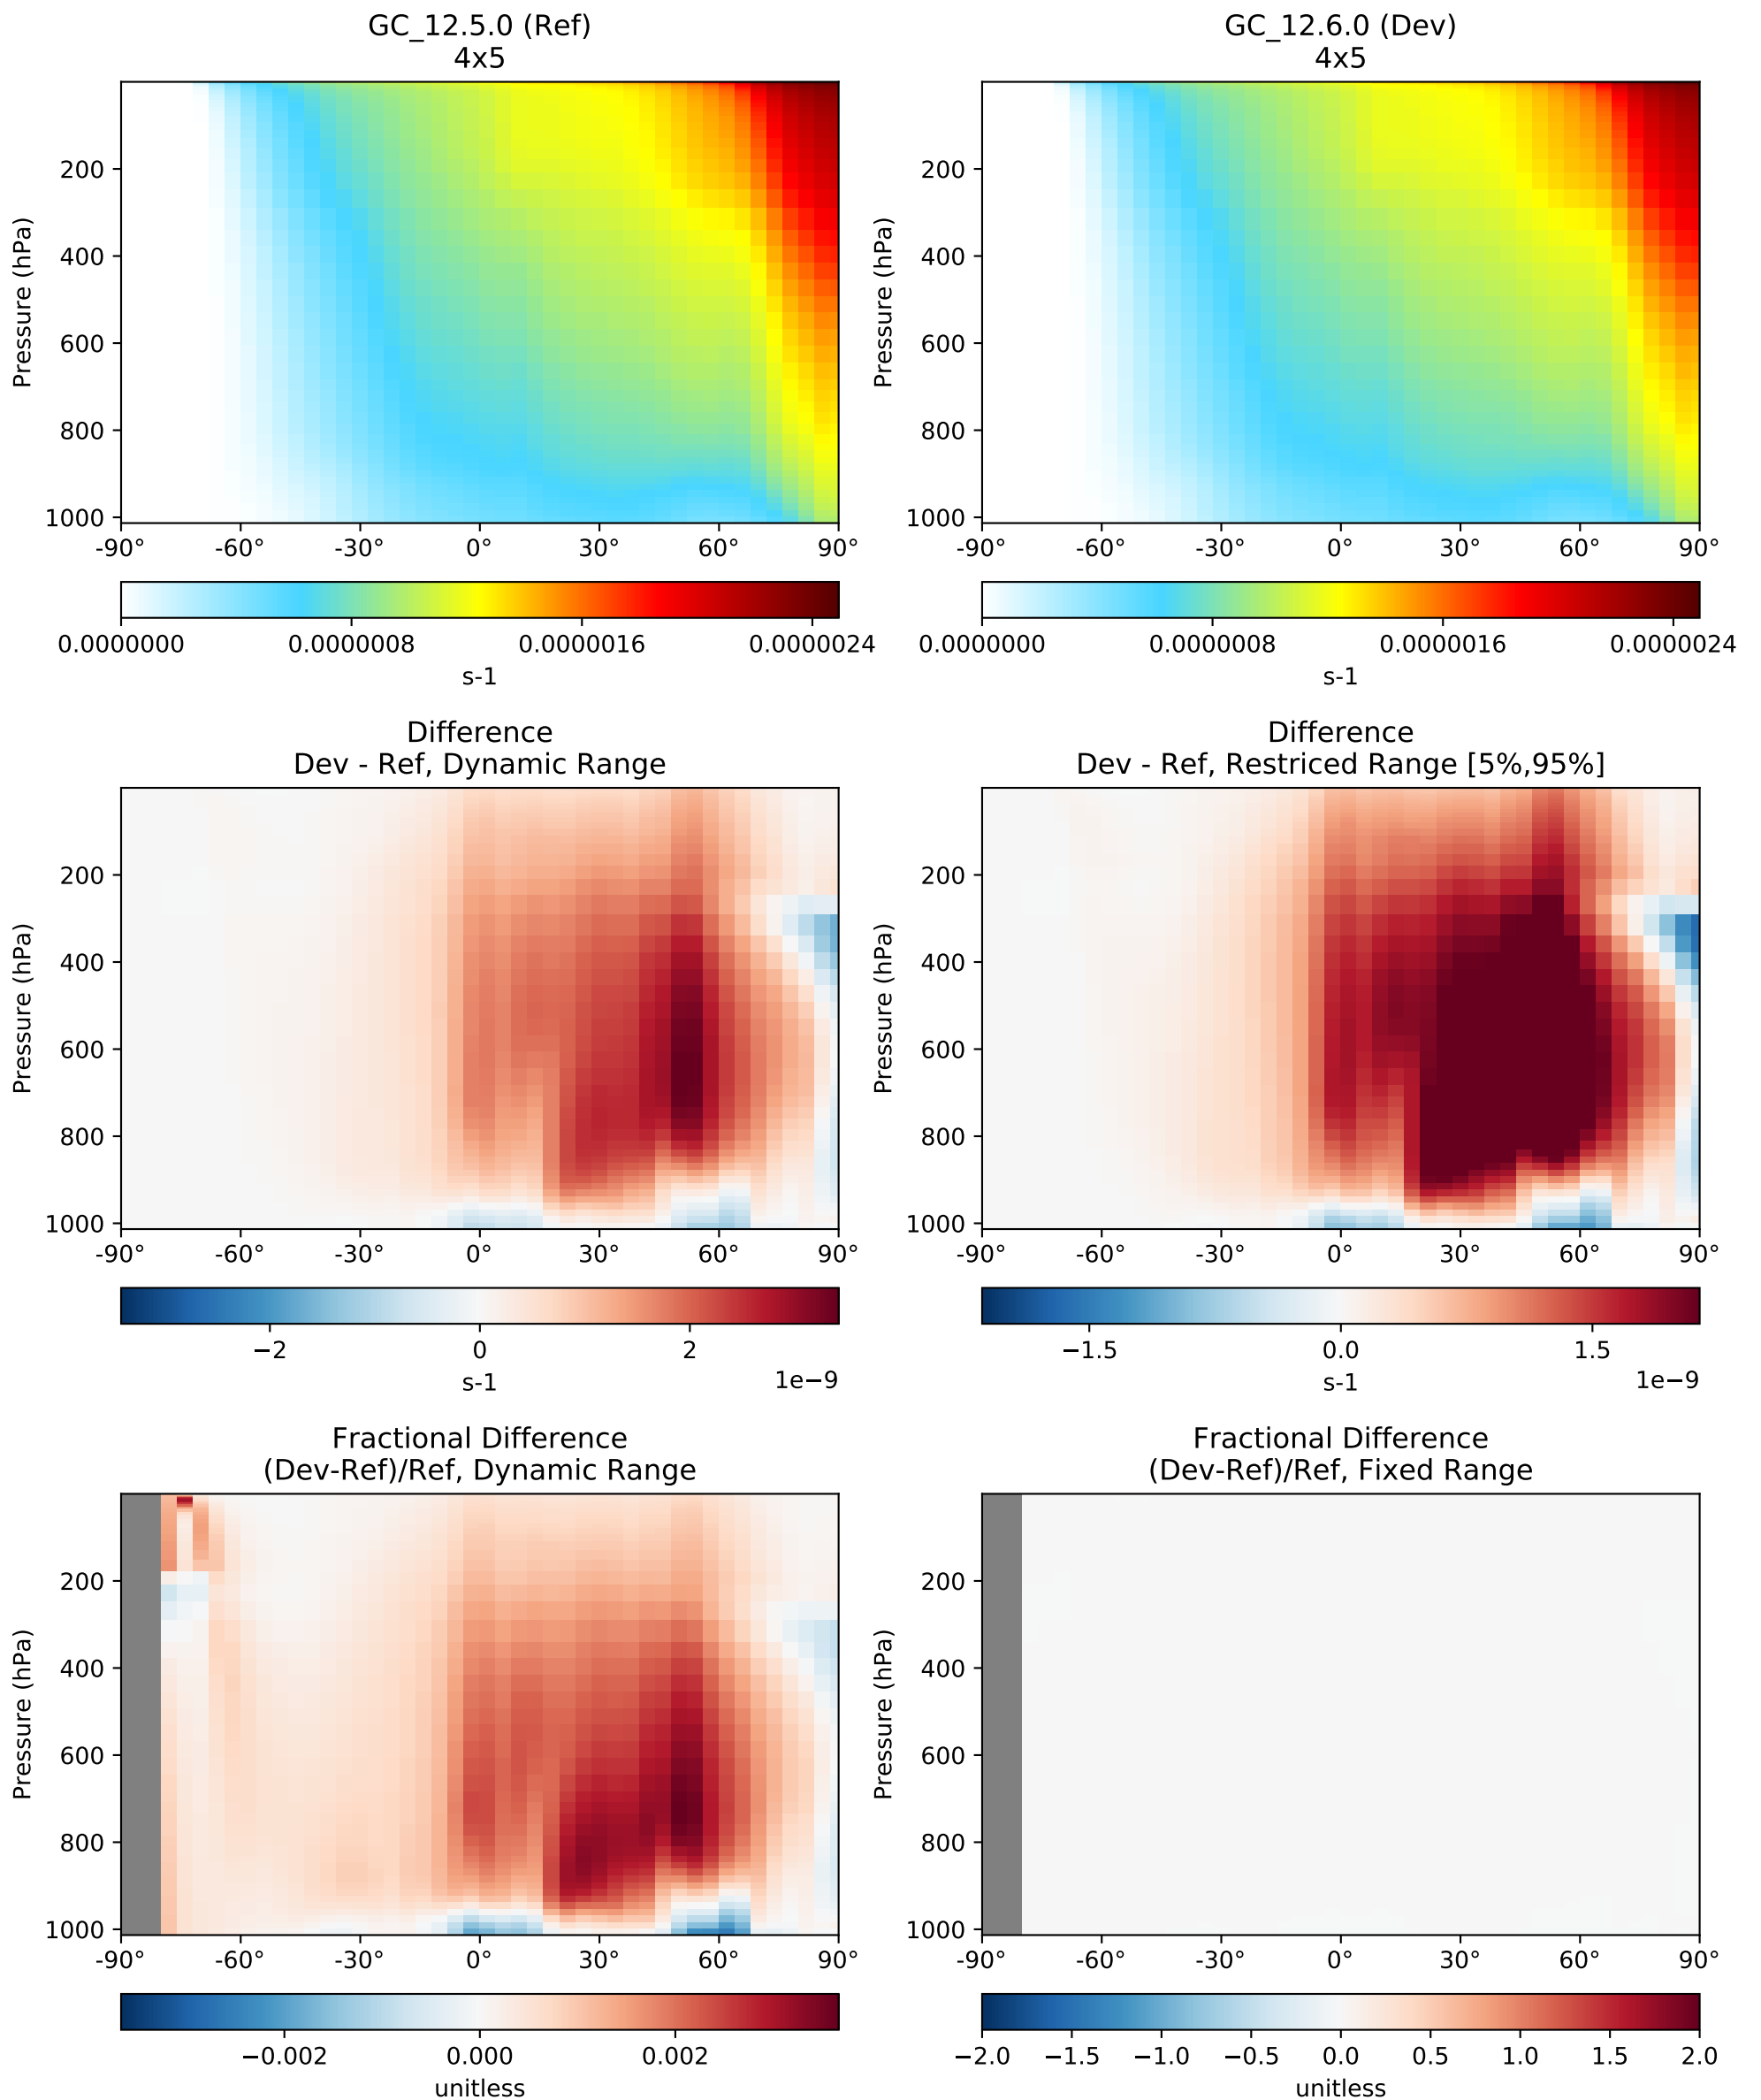 GC_12.5.0 (Ref)
4x5
GC_12.6.0 (Dev)
4x5
Pressure (hPa)
200
400
600
800
1000
-90° -60° -30° 0° 30° 60° 90°
0.0000000 0.0000008 0.0000016 0.0000024
s-1
Pressure (hPa)
200
400
600
800
1000
-90° -60° -30° 0° 30° 60° 90°
0.0000000 0.0000008 0.0000016 0.0000024
s-1
Difference
Dev - Ref, Dynamic Range
Pressure (hPa)
200
400
600
800
1000
-90° -60° -30° 0° 30° 60° 90°
−2 0 2
s-1
1e−9
Difference
Dev - Ref, Restriced Range [5%,95%]
Pressure (hPa)
200
400
600
800
1000
-90° -60° -30° 0° 30° 60° 90°
−1.5 0.0 1.5
s-1
1e−9
Fractional Difference
(Dev-Ref)/Ref, Dynamic Range
Pressure (hPa)
200
400
600
800
1000
-90° -60° -30° 0° 30° 60° 90°
−0.002 0.000 0.002
unitless
Fractional Difference
(Dev-Ref)/Ref, Fixed Range
Pressure (hPa)
200
400
600
800
1000
-90° -60° -30° 0° 30° 60° 90°
−2.0 −1.5 −1.0 −0.5 0.0 0.5 1.0 1.5 2.0
unitless